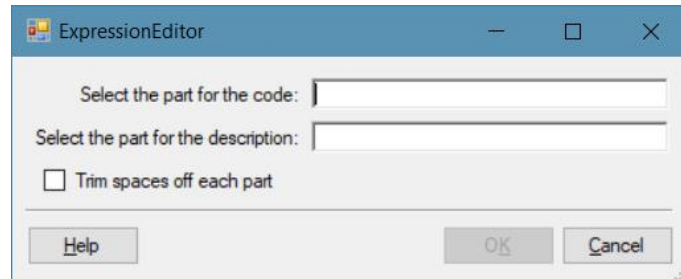 ExpressionEditor
Select the part for the code:
Select the part for the description:
Trim spaces off each part
Help OK Cancel